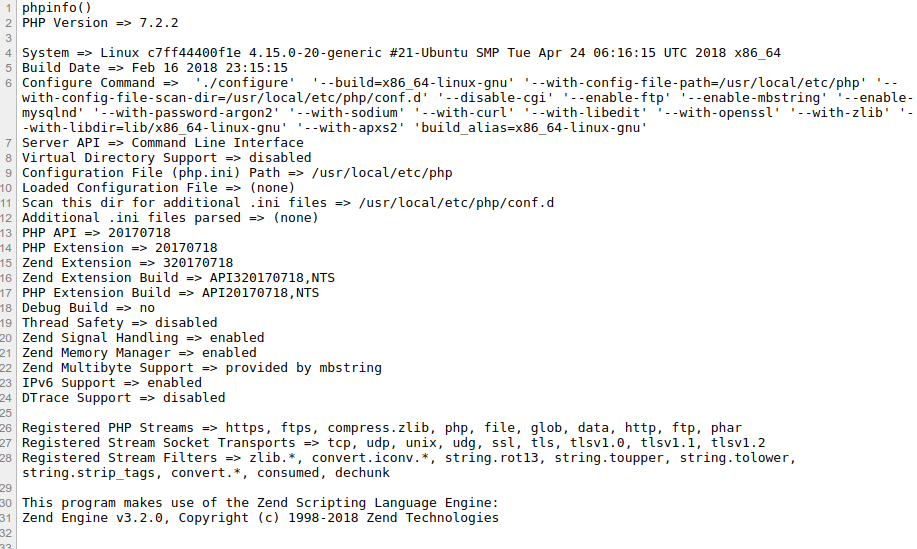 1 phpinfo()
2 PHP Version => 7.2.2
3
4 System => Linux c7ff44400f1e 4.15.0-20-generic #21-Ubuntu SMP Tue Apr 24 06:16:15 UTC 2018 x86_64
5 Build Date => Feb 16 2018 23:15:15
6 Configure Command =>  './configure'  '--build=x86_64-linux-gnu' '--with-config-file-path=/usr/local/etc/php' '--
with-config-file-scan-dir=/usr/local/etc/php/conf.d' '--disable-cgi' '--enable-ftp' '--enable-mbstring' '--enable-
mysqlnd' '--with-password-argon2' '--with-sodium' '--with-curl' '--with-libedit' '--with-openssl' '--with-zlib' '-
-with-libdir=lib/x86_64-linux-gnu' '--with-apxs2' 'build_alias=x86_64-linux-gnu'
7 Server API => Command Line Interface
8 Virtual Directory Support => disabled
9 Configuration File (php.ini) Path => /usr/local/etc/php
10 Loaded Configuration File => (none)
11 Scan this dir for additional .ini files => /usr/local/etc/php/conf.d
12 Additional .ini files parsed => (none)
13 PHP API => 20170718
14 PHP Extension => 20170718
15 Zend Extension => 320170718
16 Zend Extension Build => API320170718,NTS
17 PHP Extension Build => API20170718,NTS
18 Debug Build => no
19 Thread Safety => disabled
20 Zend Signal Handling => enabled
21 Zend Memory Manager => enabled
22 Zend Multibyte Support => provided by mbstring
23 IPv6 Support => enabled
24 DTrace Support => disabled
25
26 Registered PHP Streams => https, ftps, compress.zlib, php, file, glob, data, http, ftp, phar
27 Registered Stream Socket Transports => tcp, udp, unix, udg, ssl, tls, tlsv1.0, tlsv1.1, tlsv1.2
28 Registered Stream Filters => zlib.*, convert.iconv.*, string.rot13, string.toupper, string.tolower,
string.strip_tags, convert.*, consumed, dechunk
29
30 This program makes use of the Zend Scripting Language Engine:
31 Zend Engine v3.2.0, Copyright (c) 1998-2018 Zend Technologies
32
33